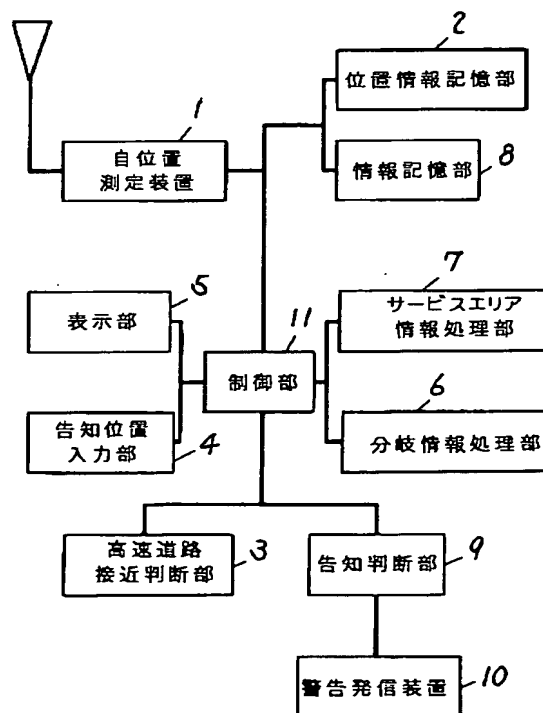 2
位置情報記憶部
1
自位置
測定装置
8
情報記憶部
5
表示部
7
サービスエリア
情報処理部
11
制御部
告知位置
入力部
4
6
分岐情報処理部
高速道路
接近判断部
3
告知判断部
9
警告発信装置
10